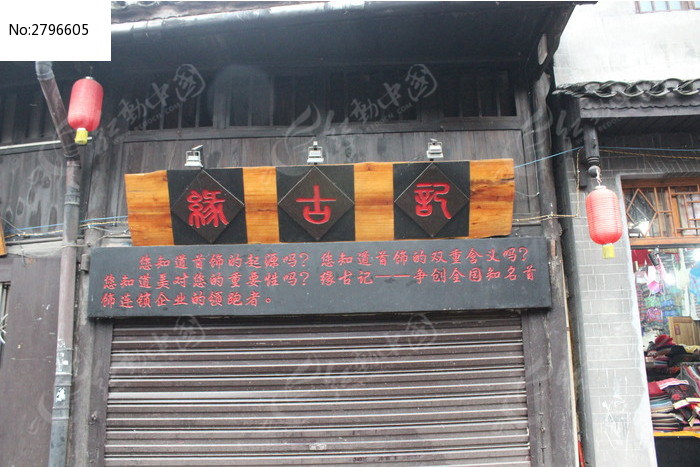 No:2796605
緣古記
您知道首饰的起源吗？您知道首饰的双重含义吗？
您知道美对您的重要性吗？缘古记——争创全国知名首
饰连锁企业的领跑者。